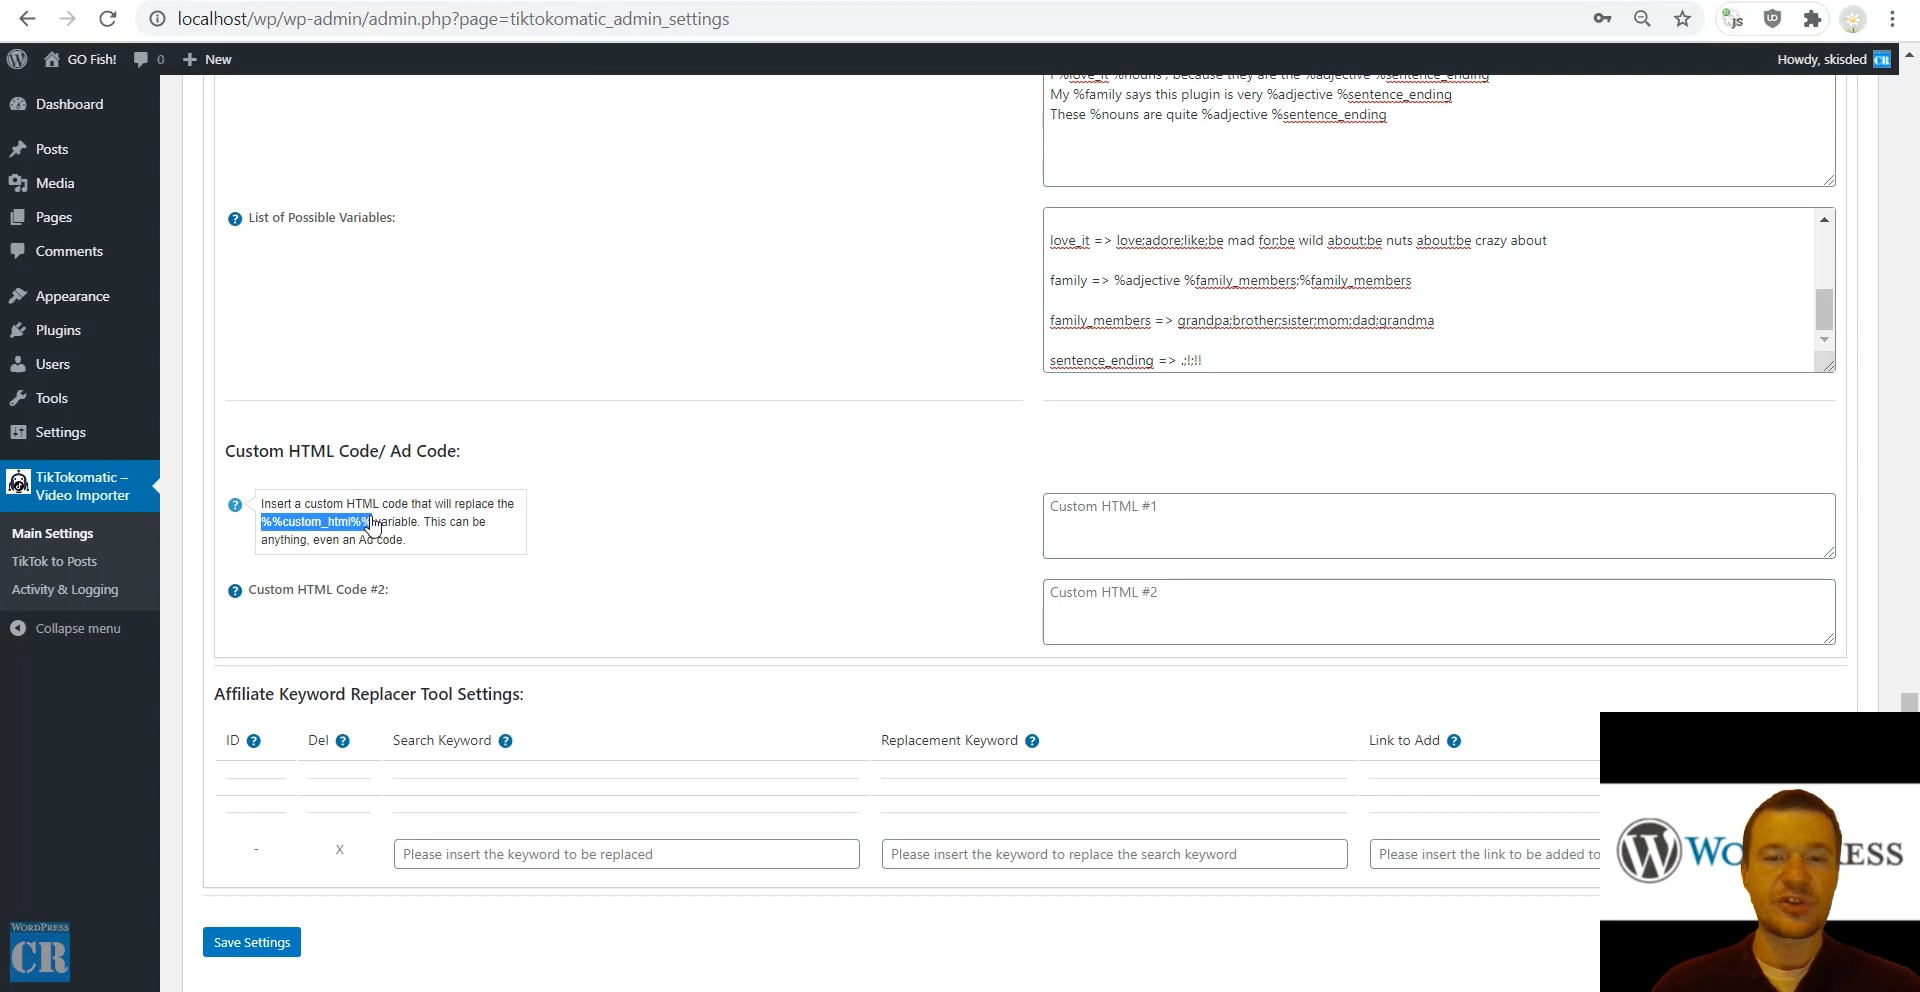 localhost/wp/wp-admin/admin.php?page=tiktokomatic_admin_settings
GO Fish!
0
New
Howdy, skisded
Dashboard
Posts
Media
Pages
Comments
Appearance
Plugins
Users
Tools
Settings
TikTokomatic –
Video Importer
Main Settings
TikTok to Posts
Activity & Logging
Collapse menu
%love_it %nouns , because they are the %adjective %sentence_ending
My %family says this plugin is very %adjective %sentence_ending
These %nouns are quite %adjective %sentence_ending
List of Possible Variables:
love_it => love;adore;like;be mad for;be wild about;be nuts about;be crazy about
family => %adjective %family_members;%family_members
family_members => grandpa;brother;sister;mom;dad;grandma
sentence_ending => .;!;!!
Custom HTML Code/ Ad Code:
Insert a custom HTML code that will replace the
%%custom_html%% variable. This can be
anything, even an Ad code.
Custom HTML #1
Custom HTML Code #2:
Custom HTML #2
Affiliate Keyword Replacer Tool Settings:
ID
Del
Search Keyword
Replacement Keyword
Link to Add
-
X
Please insert the keyword to be replaced
Please insert the keyword to replace the search keyword
Please insert the link to be added to
Save Settings
WORDPRESS
CR